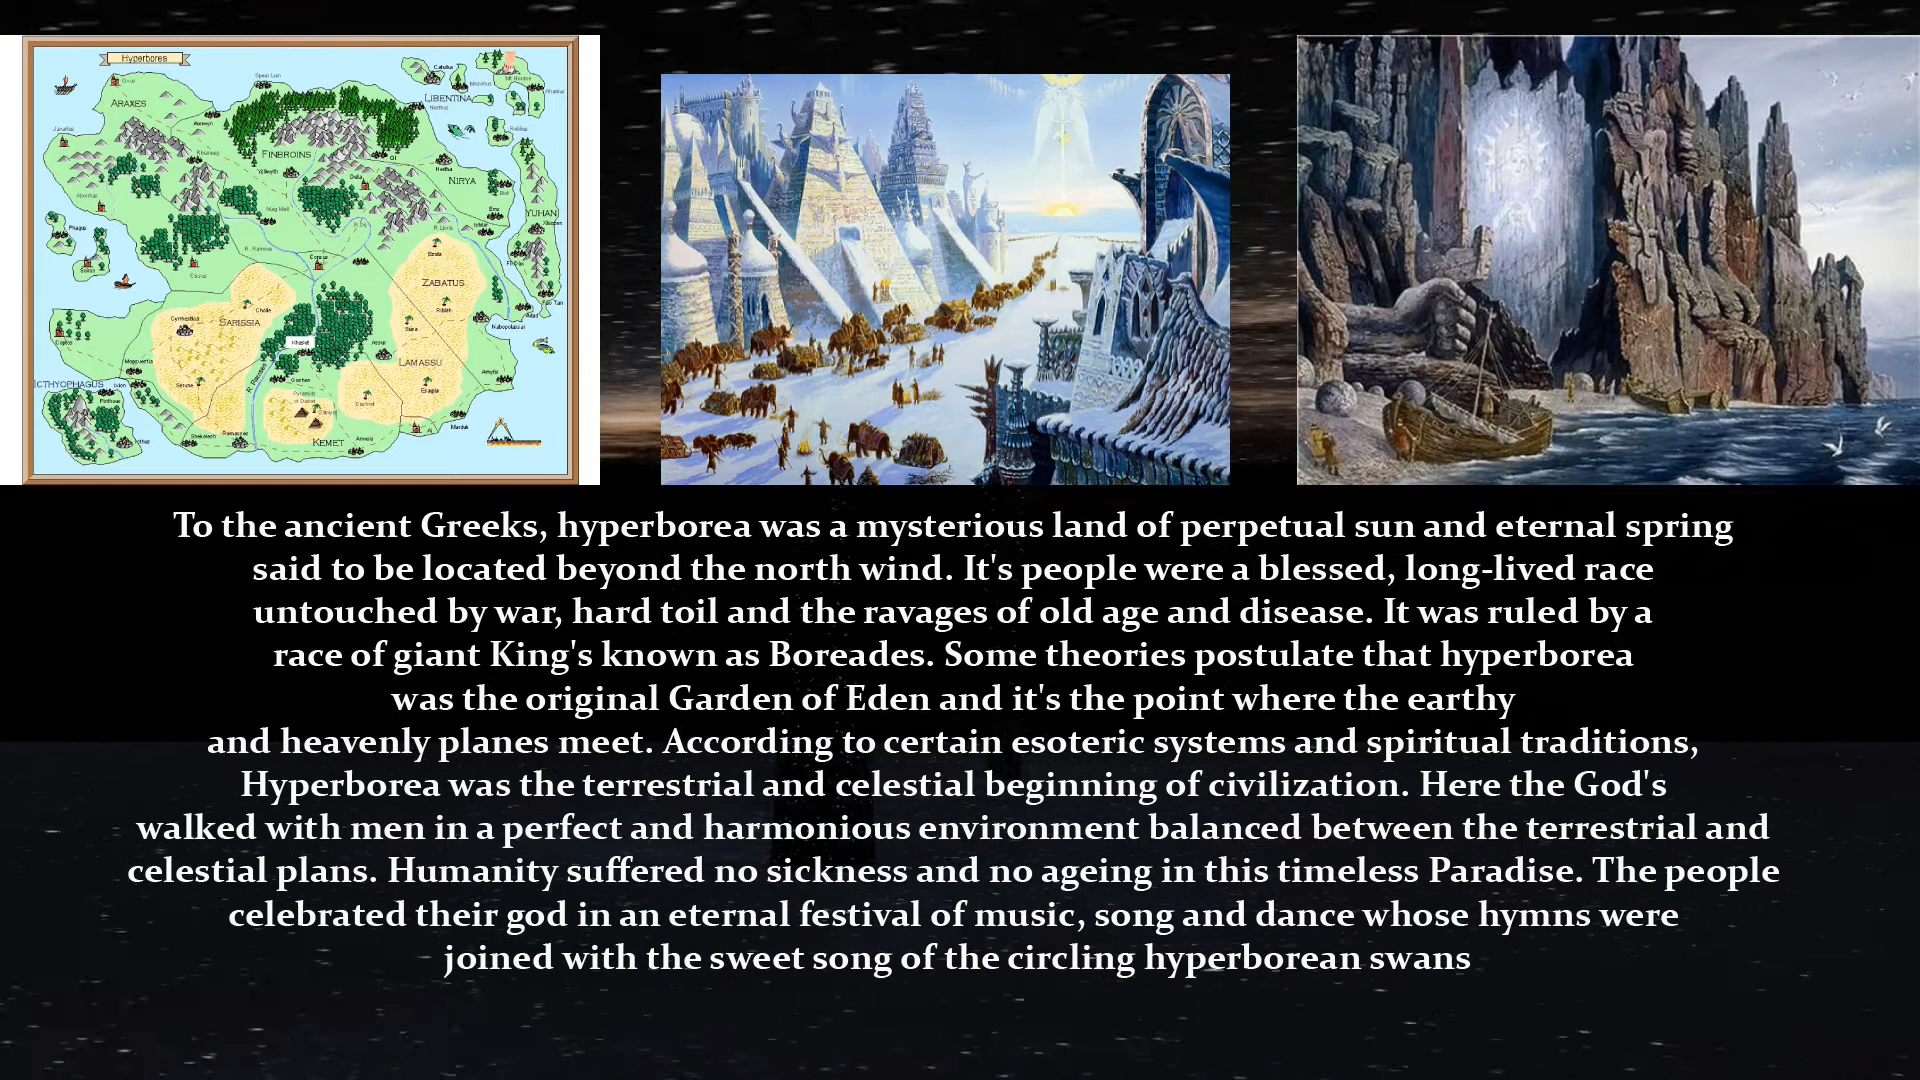 Hyperborea
ARAXES
LIBENTINA
FINBROINS
NIRYA
YUHAN
ZABATUS
SARISSIA
LAMASSU
ICTHYOPHAGUS
KEMET
To the ancient Greeks, hyperborea was a mysterious land of perpetual sun and eternal spring
said to be located beyond the north wind. It's people were a blessed, long-lived race
untouched by war, hard toil and the ravages of old age and disease. It was ruled by a
race of giant King's known as Boreades. Some theories postulate that hyperborea
was the original Garden of Eden and it's the point where the earthy
and heavenly planes meet. According to certain esoteric systems and spiritual traditions,
Hyperborea was the terrestrial and celestial beginning of civilization. Here the God's
walked with men in a perfect and harmonious environment balanced between the terrestrial and
celestial plans. Humanity suffered no sickness and no ageing in this timeless Paradise. The people
celebrated their god in an eternal festival of music, song and dance whose hymns were
joined with the sweet song of the circling hyperborean swans